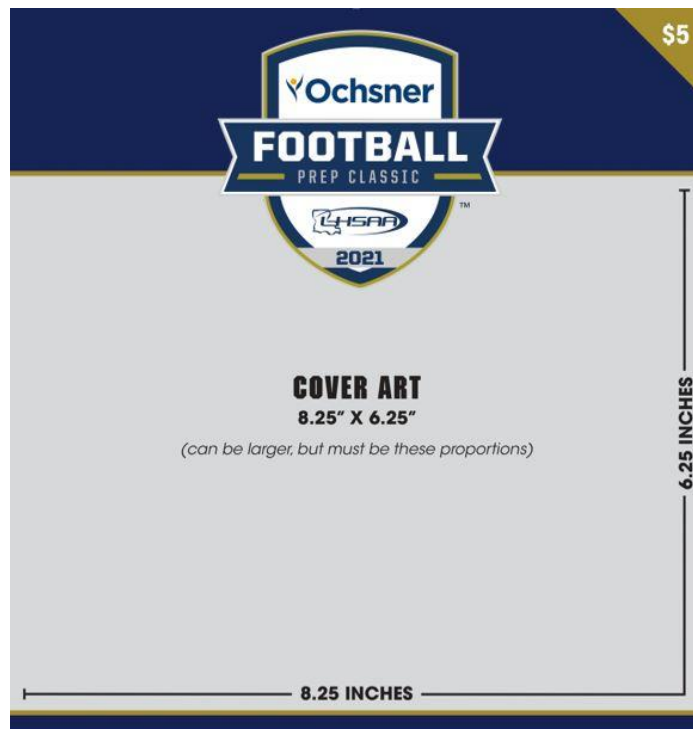 $5
Ochsner
FOOTBALL
PREP CLASSIC
TM
LHSAA
2021
COVER ART
8.25” X 6.25”
(can be larger, but must be these proportions)
6.25 INCHES
8.25 INCHES